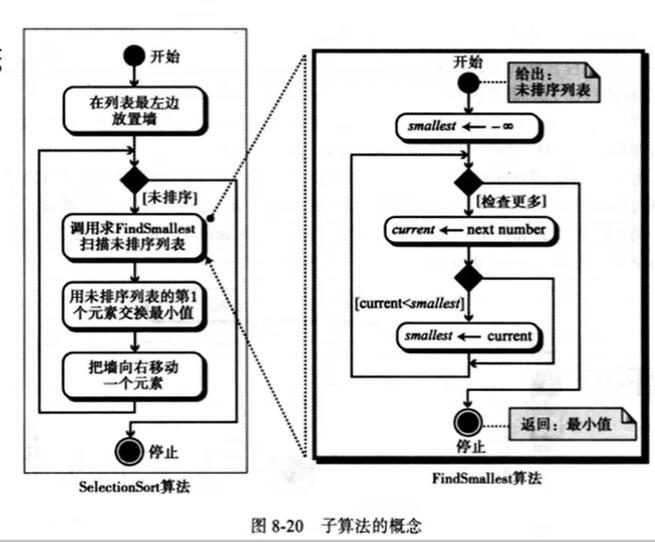 开始
在列表最左边
放置墙
[未排序]
调用求FindSmallest
扫描未排序列表
用未排序列表的第1
个元素交换最小值
把墙向右移动
一个元素
停止
SelectionSort算法
开始
给出：
未排序列表
smallest ← -∞
[检查更多]
current ← next number
[current<smallest]
smallest ← current
返回：最小值
停止
FindSmallest算法
图 8-20 子算法的概念